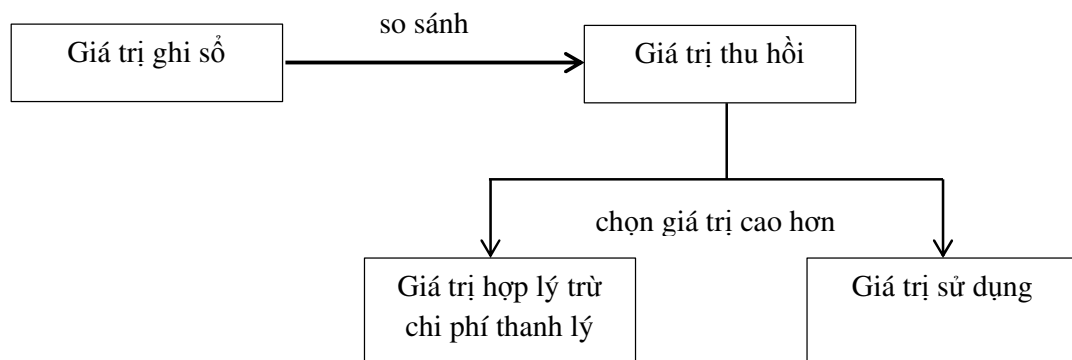 so sánh
Giá trị ghi sổ
Giá trị thu hồi
chọn giá trị cao hơn
Giá trị hợp lý trừ
chi phí thanh lý
Giá trị sử dụng